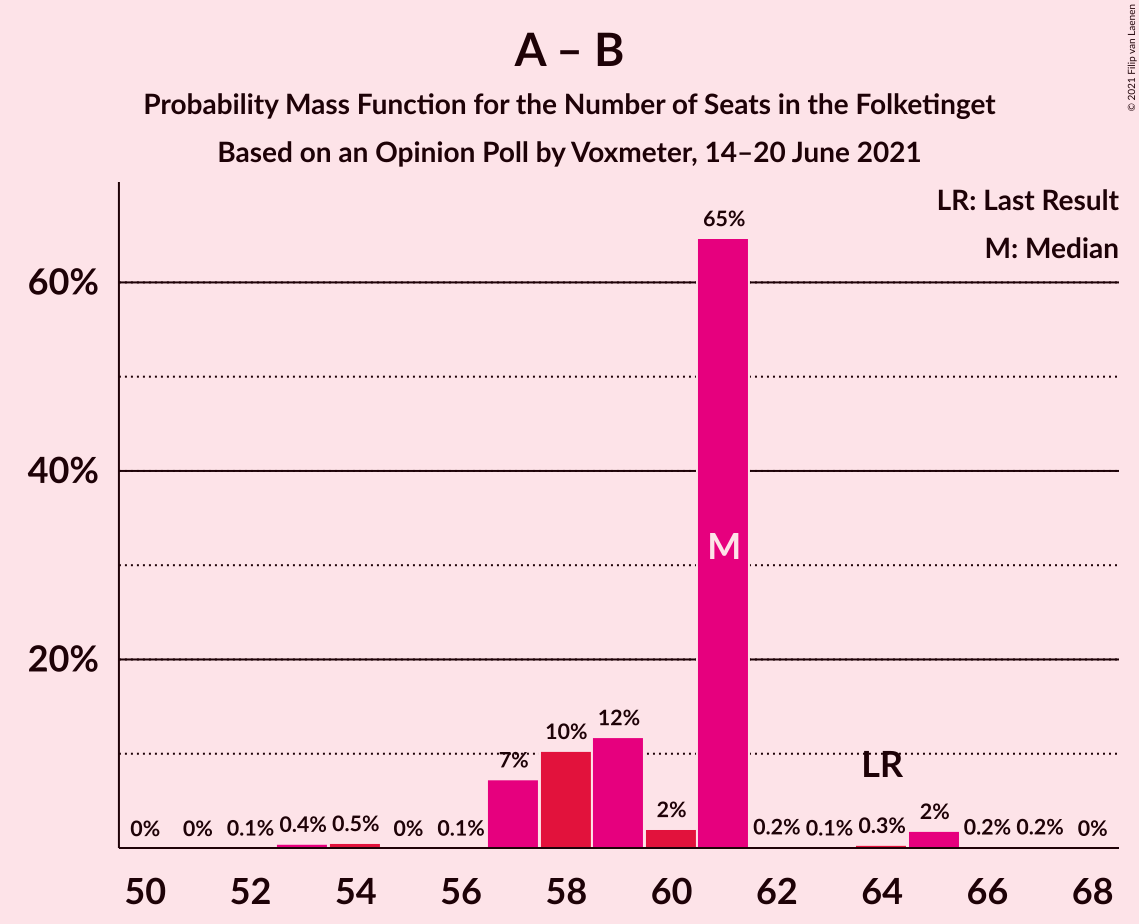 A – B
Probability Mass Function for the Number of Seats in the Folketinget
Based on an Opinion Poll by Voxmeter, 14–20 June 2021
© 2021 Filip van Laenen
LR: Last Result
M: Median
60%
40%
20%
0% 0% 0.1% 0.4% 0.5% 0% 0.1% 7% 10% 12% 2% 65% 0.2% 0.1% 0.3% 2% 0.2% 0.2% 0%
M
LR
50 52 54 56 58 60 62 64 66 68